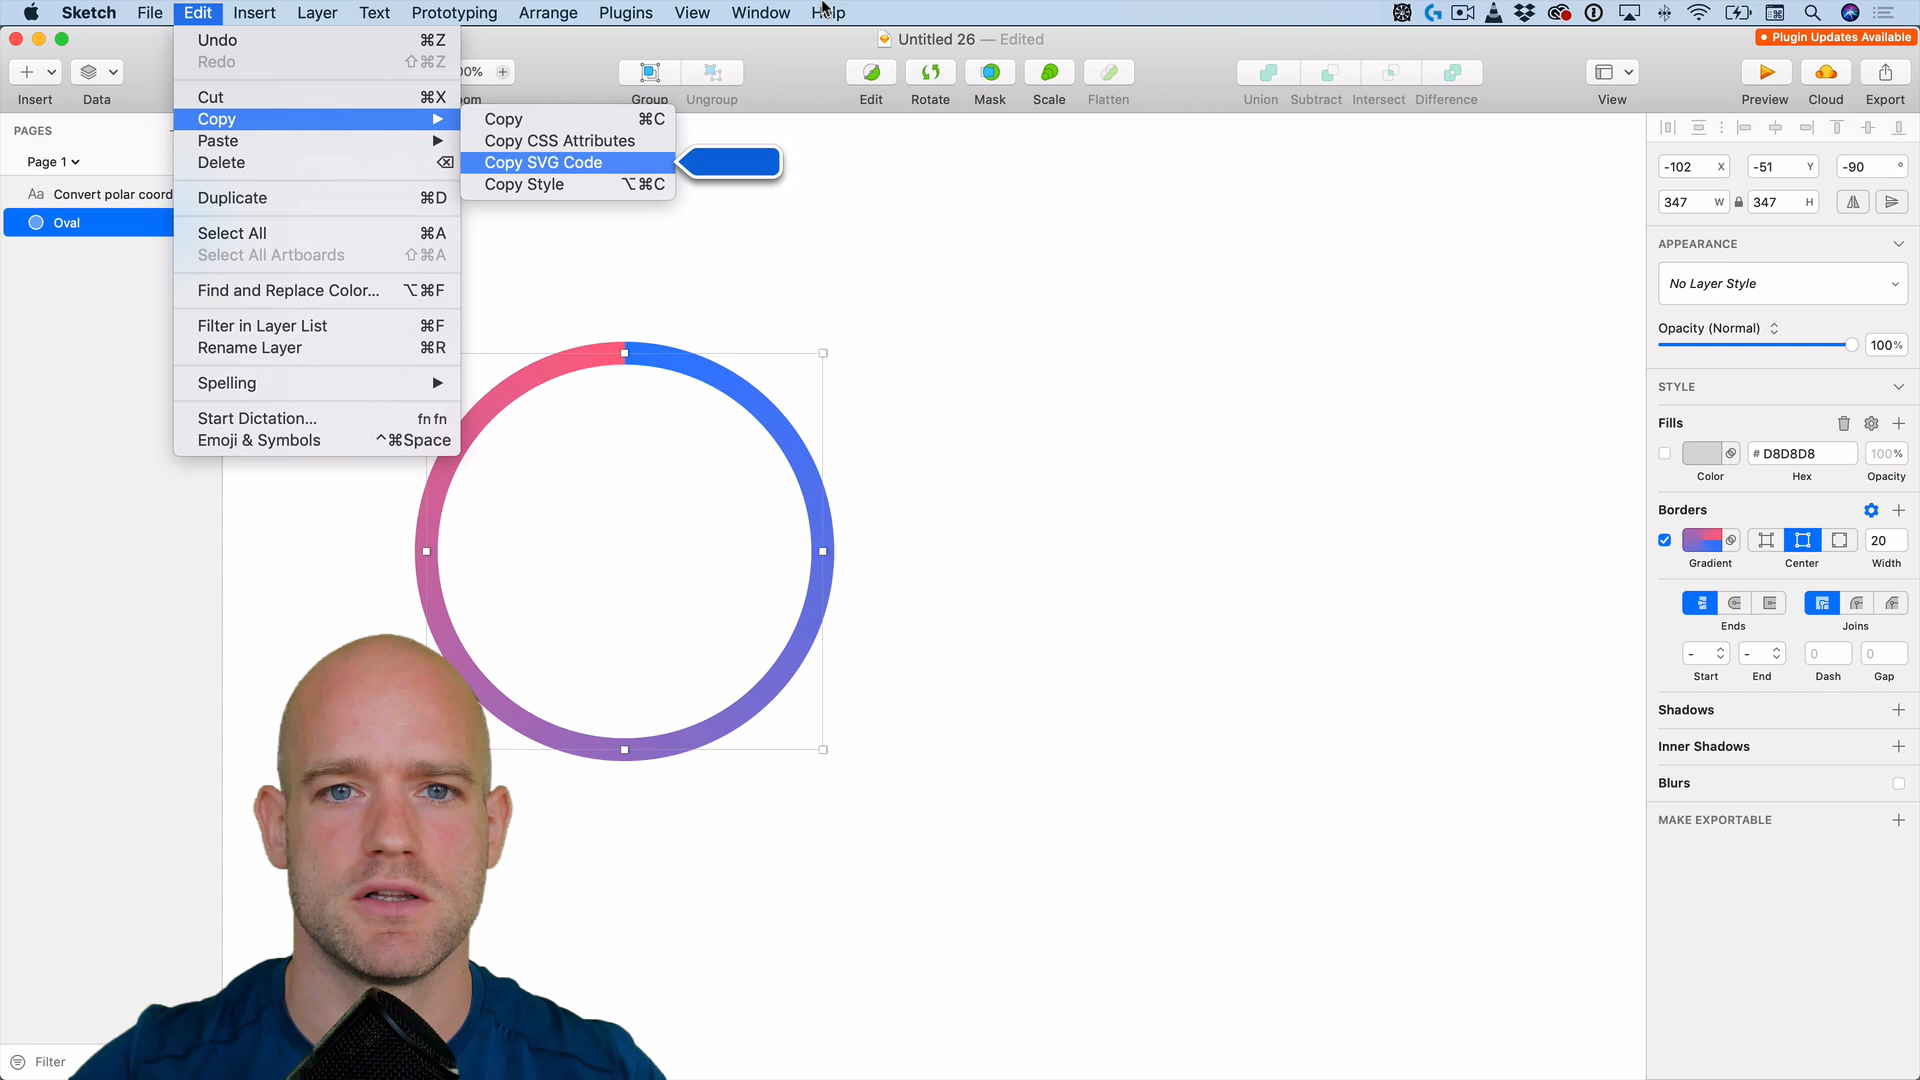 Sketch File Edit Insert Layer Text Prototyping Arrange Plugins View Window Help
Untitled 26 — Edited
Plugin Updates Available
Insert Data
Group Ungroup
Edit Rotate Mask Scale Flatten
Union Subtract Intersect Difference
View
Preview Cloud Export
PAGES
Page 1
Aa Convert polar coord
Oval
Filter
Undo ⌘Z
Redo ⇧⌘Z
Cut ⌘X
Copy ▶
Paste ▶
Delete ⌫
Duplicate ⌘D
Select All ⌘A
Select All Artboards ⇧⌘A
Find and Replace Color... ⌥⌘F
Filter in Layer List ⌘F
Rename Layer ⌘R
Spelling ▶
Start Dictation... fn fn
Emoji & Symbols ^⌘Space
Copy ⌘C
Copy CSS Attributes
Copy SVG Code
Copy Style ⌥⌘C
-102 X -51 Y -90 °
347 W 347 H
APPEARANCE
No Layer Style
Opacity (Normal)
100%
STYLE
Fills
# D8D8D8 100%
Color Hex Opacity
Borders
20
Gradient Center Width
Ends Joins
- - 0 0
Start End Dash Gap
Shadows
Inner Shadows
Blurs
MAKE EXPORTABLE